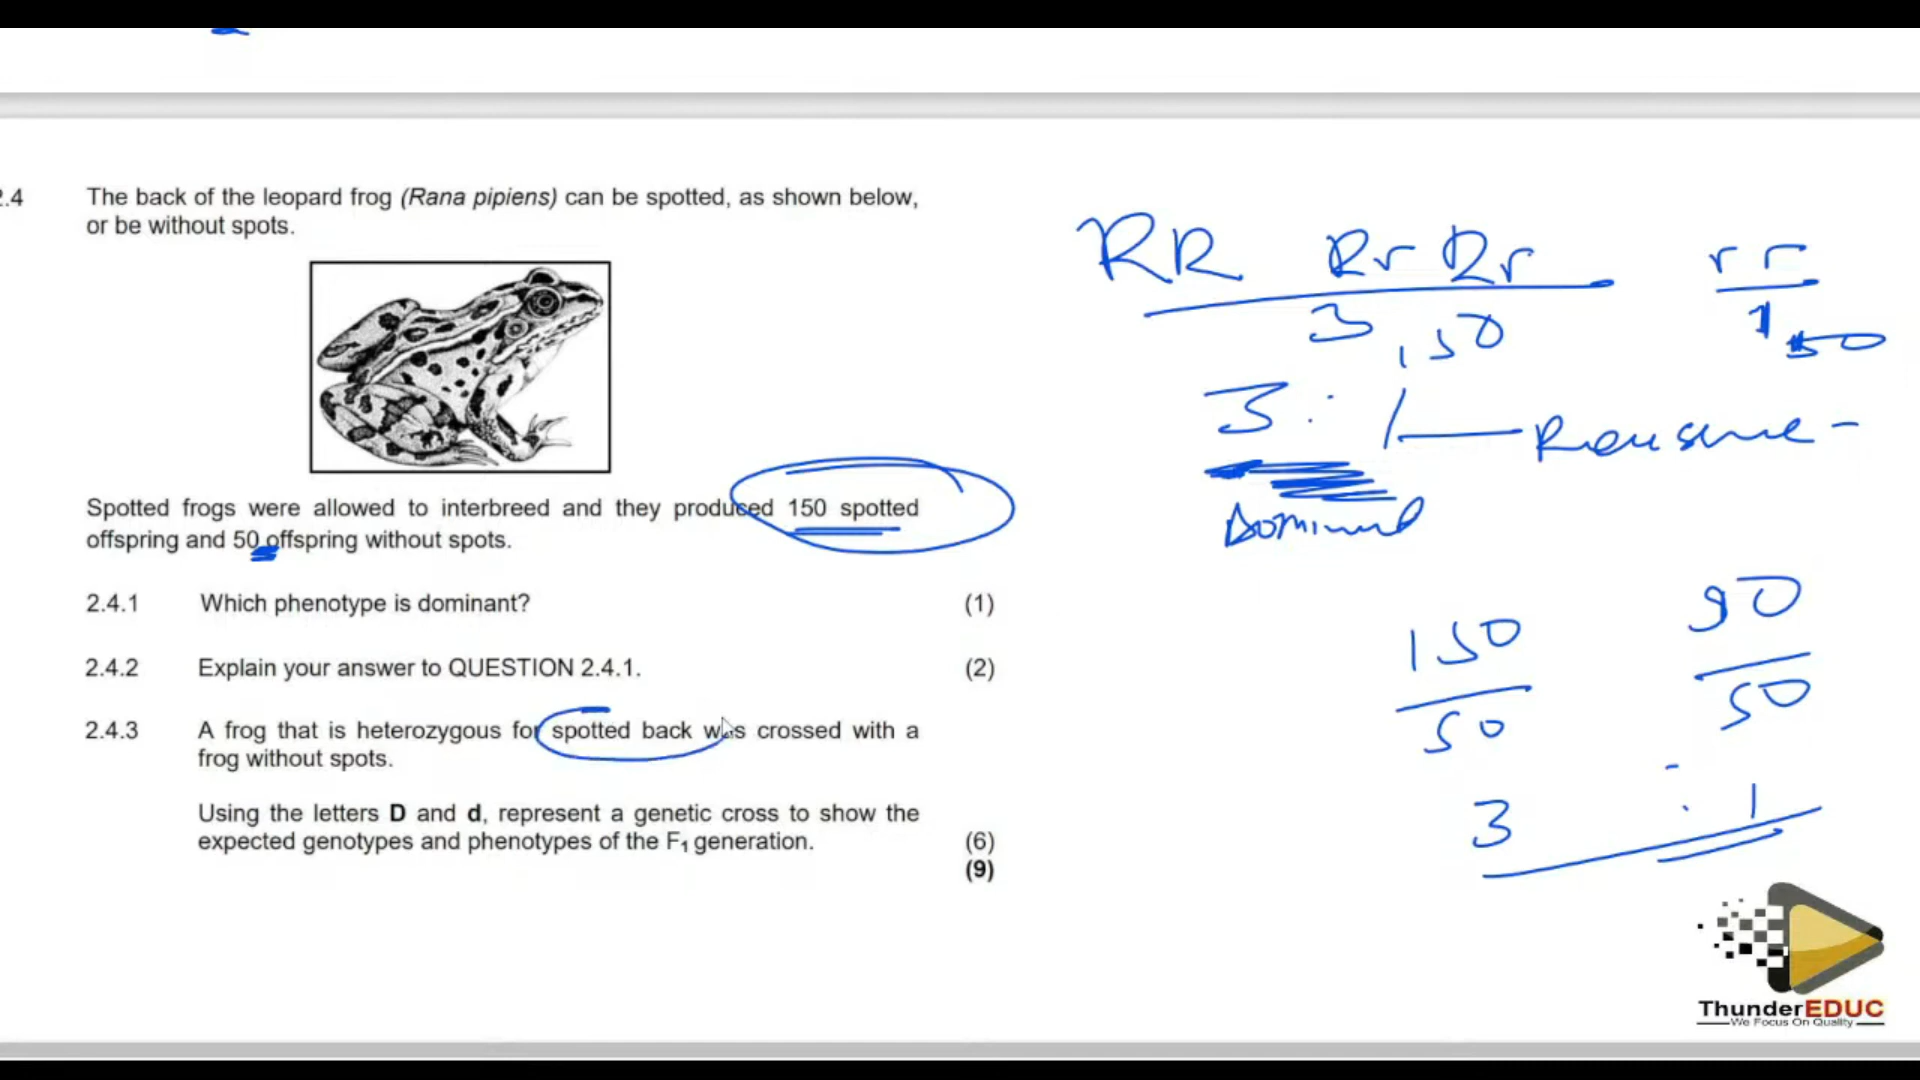 2.4 The back of the leopard frog (Rana pipiens) can be spotted, as shown below,
or be without spots.
RR Rr Rr rr
3 150 1 50
3 : 1
Dominant
Spotted frogs were allowed to interbreed and they produced 150 spotted
offspring and 50 offspring without spots.
2.4.1 Which phenotype is dominant? (1)
2.4.2 Explain your answer to QUESTION 2.4.1. (2)
2.4.3 A frog that is heterozygous for spotted back was crossed with a
frog without spots.
Using the letters D and d, represent a genetic cross to show the
expected genotypes and phenotypes of the F₁ generation. (6)
(9)
150 50
50 50
3 : 1
ThunderEDUC
We Focus On Quality